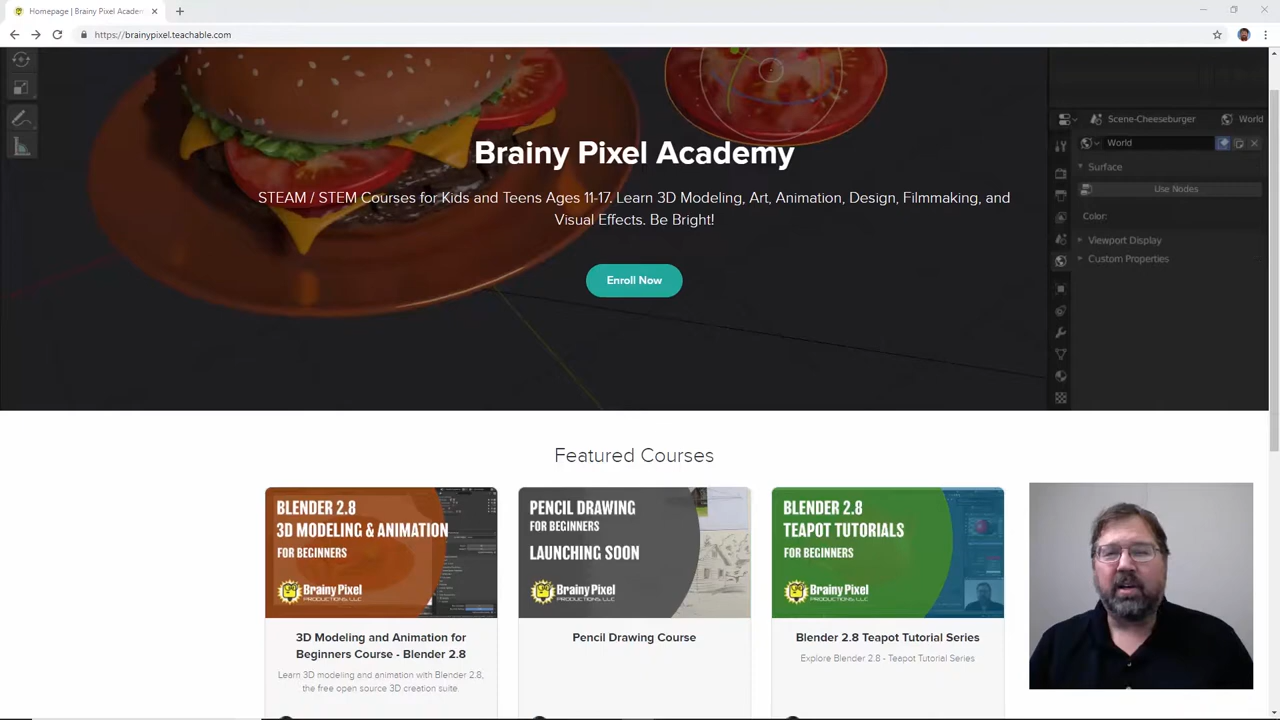 Homepage | Brainy Pixel Academ
https://brainypixel.teachable.com
Scene-Cheeseburger
World
World
Surface
Use Nodes
Color:
Viewport Display
Custom Properties
Brainy Pixel Academy
STEAM / STEM Courses for Kids and Teens Ages 11-17. Learn 3D Modeling, Art, Animation, Design, Filmmaking, and
Visual Effects. Be Bright!
Enroll Now
Featured Courses
BLENDER 2.8
3D MODELING & ANIMATION
FOR BEGINNERS
Brainy Pixel
PRODUCTIONS, LLC
3D Modeling and Animation for
Beginners Course - Blender 2.8
Learn 3D modeling and animation with Blender 2.8,
the free open source 3D creation suite.
PENCIL DRAWING
FOR BEGINNERS
LAUNCHING SOON
Brainy Pixel
PRODUCTIONS, LLC
Pencil Drawing Course
BLENDER 2.8
TEAPOT TUTORIALS
FOR BEGINNERS
Brainy Pixel
PRODUCTIONS, LLC
Blender 2.8 Teapot Tutorial Series
Explore Blender 2.8 - Teapot Tutorial Series